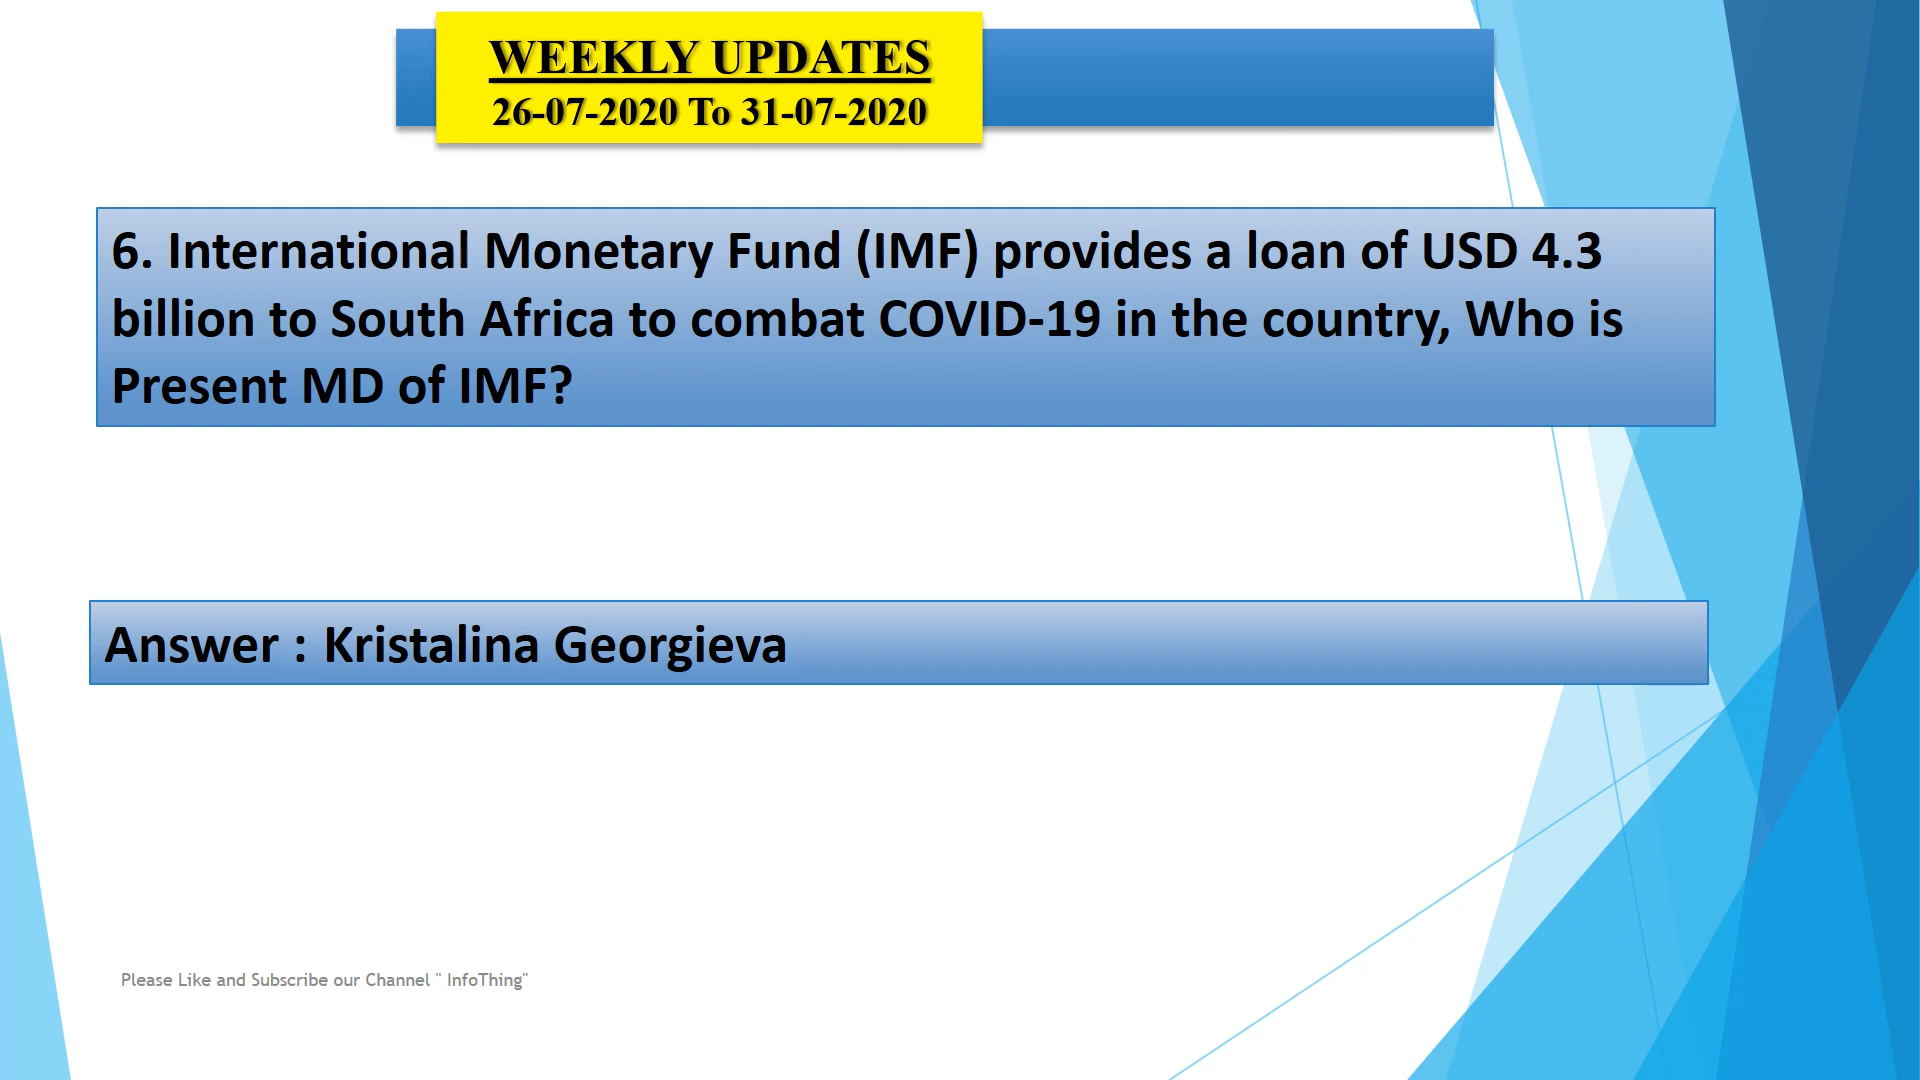 WEEKLY UPDATES
26-07-2020 To 31-07-2020
6. International Monetary Fund (IMF) provides a loan of USD 4.3
billion to South Africa to combat COVID-19 in the country, Who is
Present MD of IMF?
Answer : Kristalina Georgieva
Please Like and Subscribe our Channel " InfoThing"